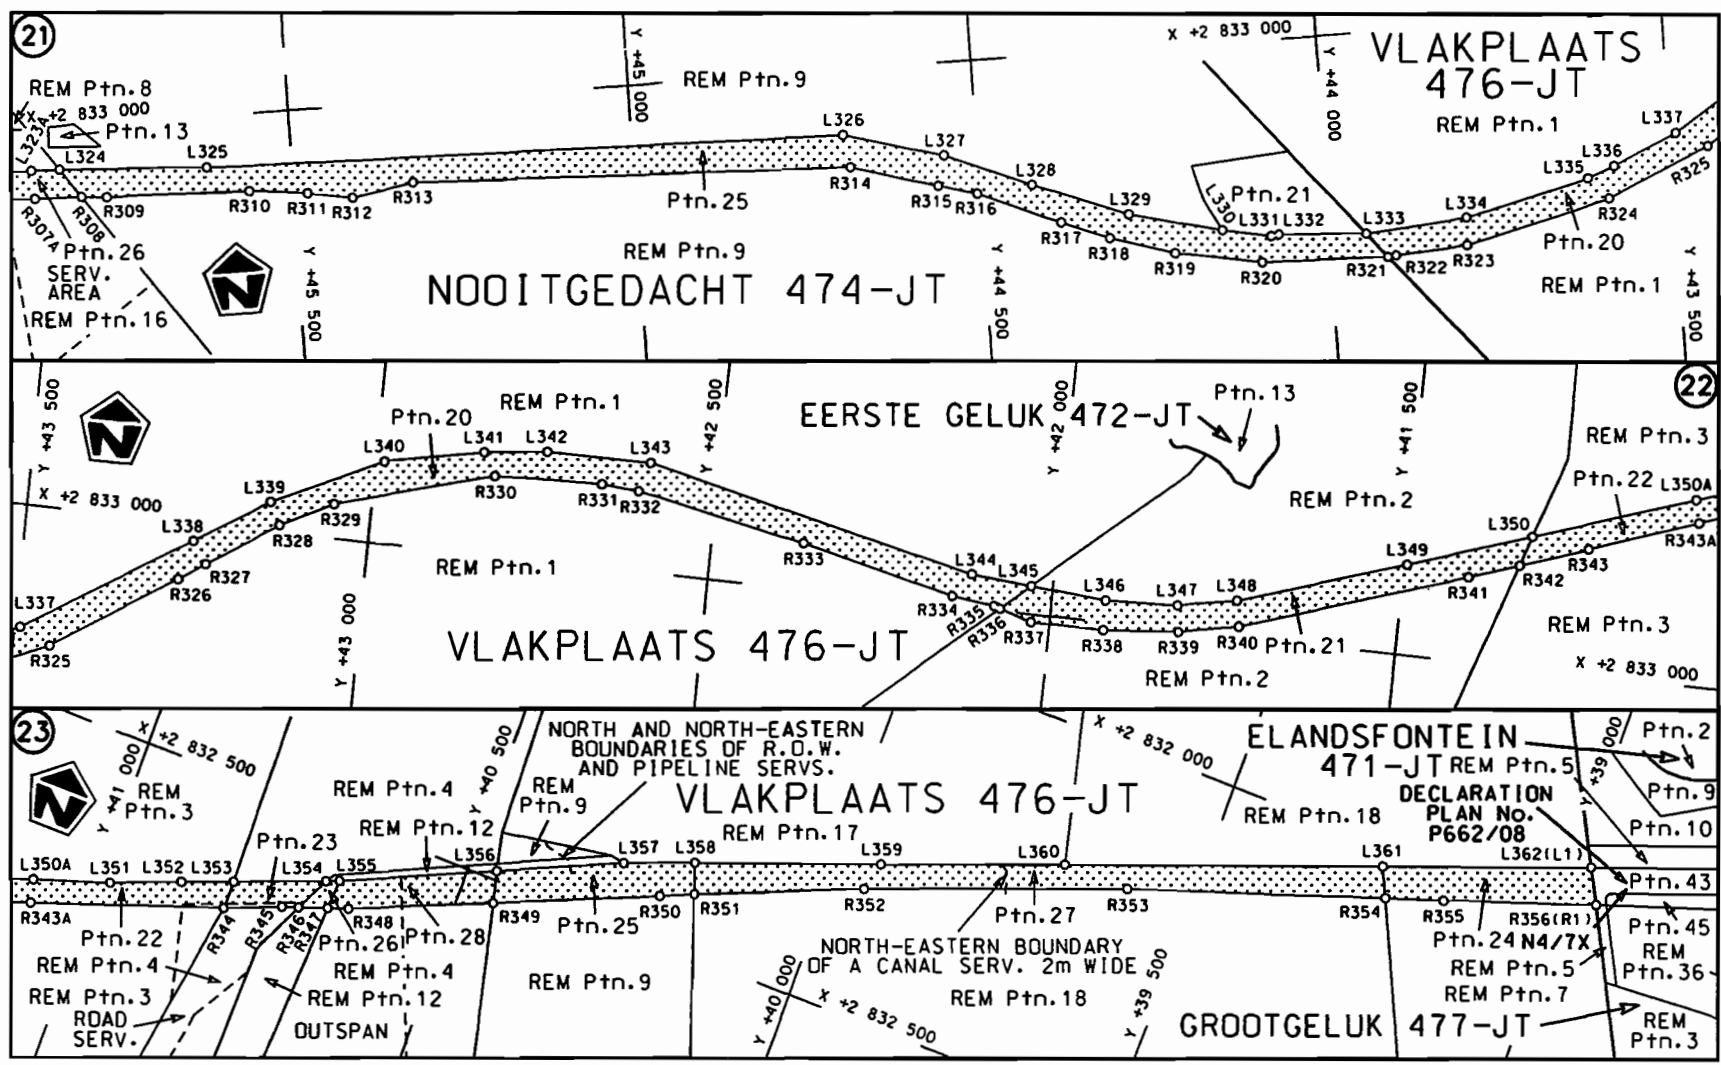 21
REM Ptn.8
X +2 833 000
L323A
Ptn.13
L324
L325
REM Ptn.9
Y +45 000
L326
L327
L328
L329
L330
Ptn.21
L331
L332
L333
L334
L335
L336
L337
X +2 833 000
Y +44 000
VLAKPLAATS
476-JT
REM Ptn.1
R307A
R308
R309
R310
R311
R312
R313
Ptn.25
R314
R315
R316
R317
R318
R319
R320
R321
R322
R323
R324
R325
Ptn.20
Ptn.26
SERV.
AREA
REM Ptn.16
N
Y +45 500
REM Ptn.9
NOOITGEDACHT 474-JT
Y +44 500
REM Ptn.1
Y +43 500
22
Y +43 500
N
X +2 833 000
REM Ptn.1
Ptn.20
L337
L338
L339
L340
L341
L342
L343
Y +42 500
EERSTE GELUK 472-JT
Y +42 000
Ptn.13
Y +41 500
REM Ptn.3
REM Ptn.2
Ptn.22
L344
L345
L346
L347
L348
L349
L350
L350A
R325
R326
R327
R328
R329
R330
R331
R332
R333
R334
R335
R336
R337
R338
R339
R340
R341
R342
R343
R343A
REM Ptn.1
Y +43 000
VLAKPLAATS 476-JT
Ptn.21
REM Ptn.2
REM Ptn.3
X +2 833 000
23
N
X +2 832 500
Y +41 000
REM
Ptn.3
REM Ptn.4
Ptn.23
REM Ptn.12
Y +40 500
NORTH AND NORTH-EASTERN
BOUNDARIES OF R.O.W.
AND PIPELINE SERVS.
REM
Ptn.9
VLAKPLAATS 476-JT
REM Ptn.17
X +2 832 000
ELANDSFONTEIN
471-JT
REM Ptn.5
REM Ptn.18
DECLARATION
PLAN No.
P662/08
Y +39 000
Ptn.2
Ptn.9
Ptn.10
L350A
L351
L352
L353
L354
L355
L356
L357
L358
L359
L360
L361
L362(L1)
Ptn.43
R343A
R344
R345
R346
R347
R348
R349
R350
R351
R352
R353
R354
R355
R356(R1)
Ptn.22
Ptn.26
Ptn.28
Ptn.25
Ptn.27
Ptn.24
N4/7X
Ptn.45
REM Ptn.4
REM Ptn.3
ROAD
SERV.
REM Ptn.4
REM Ptn.12
OUTSPAN
REM Ptn.9
NORTH-EASTERN BOUNDARY
OF A CANAL SERV. 2m WIDE
Y +40 000
X +2 832 500
REM Ptn.18
Y +39 500
REM Ptn.5
REM Ptn.7
GROOTGELUK 477-JT
REM
Ptn.36
REM
Ptn.3